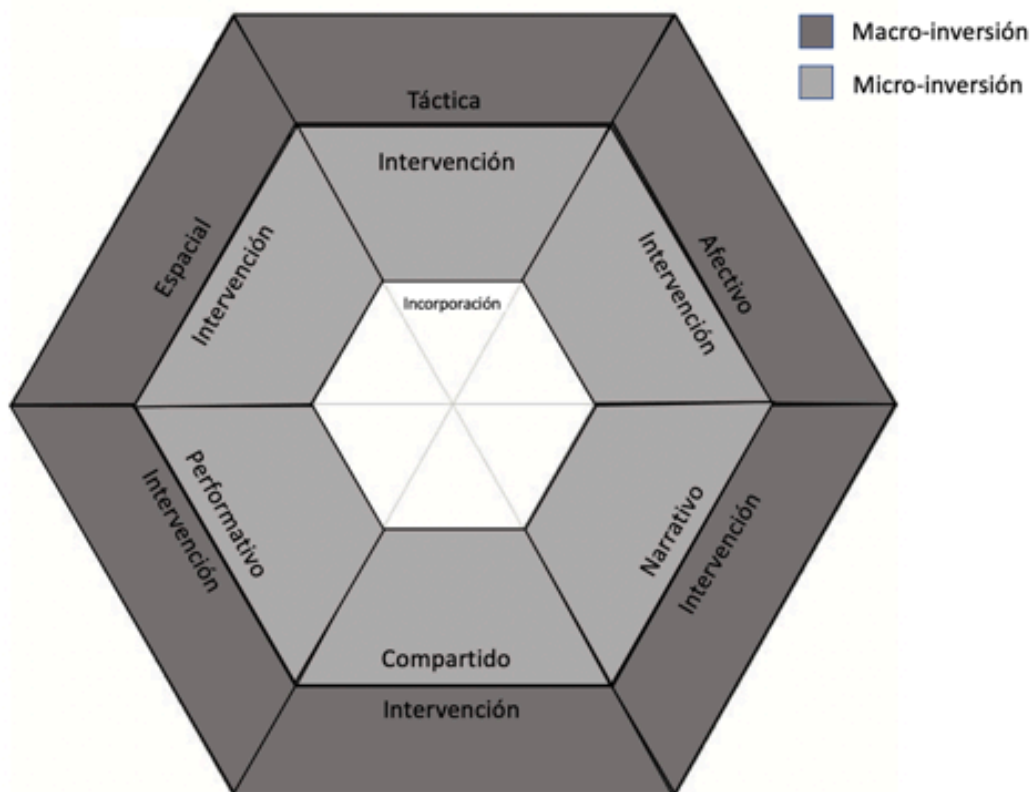 Macro-inversión
Micro-inversión
Táctica
Intervención
Espacial
Intervención
Intervención
Afectivo
Incorporación
Intervención
Performativo
Narrativo
Intervención
Compartido
Intervención